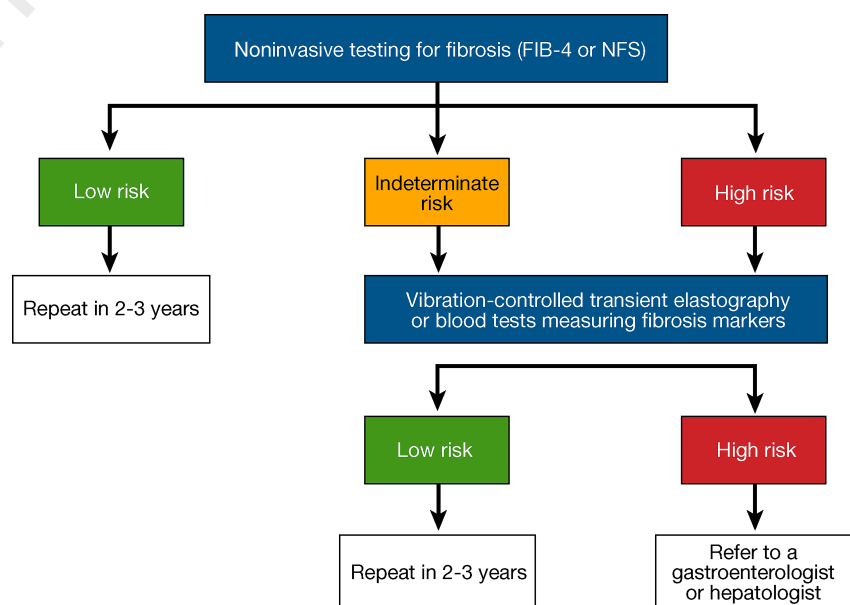 Noninvasive testing for fibrosis (FIB-4 or NFS)
Low risk
Indeterminate
risk
High risk
Repeat in 2-3 years
Vibration-controlled transient elastography
or blood tests measuring fibrosis markers
Low risk
High risk
Repeat in 2-3 years
Refer to a
gastroenterologist
or hepatologist